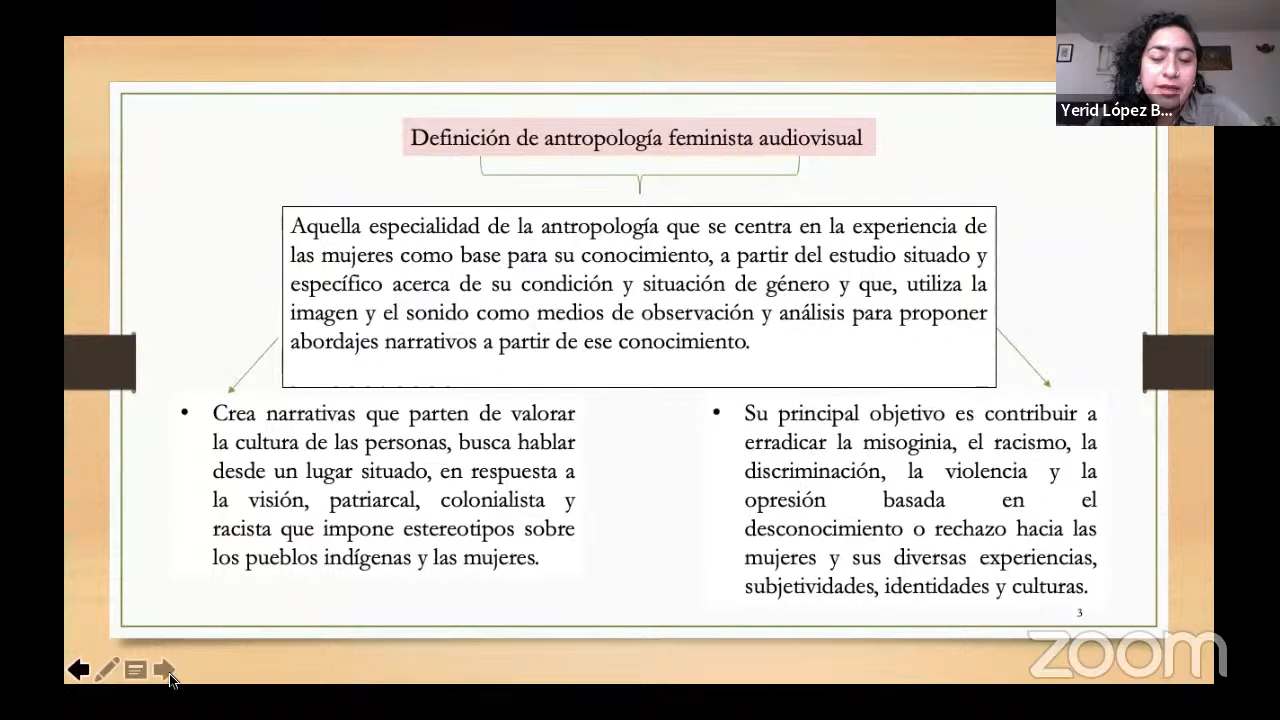 Yerid López B...
Definición de antropología feminista audiovisual
Aquella especialidad de la antropología que se centra en la experiencia de
las mujeres como base para su conocimiento, a partir del estudio situado y
específico acerca de su condición y situación de género y que, utiliza la
imagen y el sonido como medios de observación y análisis para proponer
abordajes narrativos a partir de ese conocimiento.
• Crea narrativas que parten de valorar
la cultura de las personas, busca hablar
desde un lugar situado, en respuesta a
la visión, patriarcal, colonialista y
racista que impone estereotipos sobre
los pueblos indígenas y las mujeres.
• Su principal objetivo es contribuir a
erradicar la misoginia, el racismo, la
discriminación, la violencia y la
opresión basada en el
desconocimiento o rechazo hacia las
mujeres y sus diversas experiencias,
subjetividades, identidades y culturas.
3
zoom